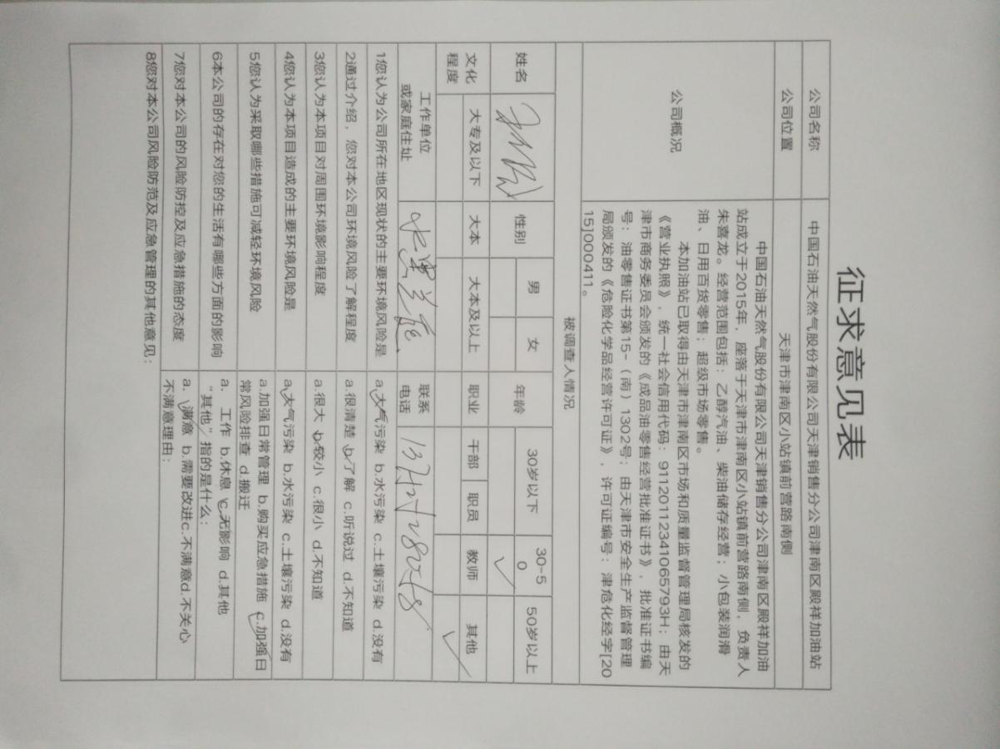 征求意见表
公司名称 中国石油天然气股份有限公司天津销售分公司津南区殿祥加油站
公司位置 天津市津南区小站镇前营路南侧
公司概况
中国石油天然气股份有限公司天津销售分公司津南区殿祥加油
站成立于2015年，座落于天津市津南区小站镇前营路南侧，负责人
朱喜龙。经营范围包括：乙醇汽油、柴油储存经营；小包装润滑
油、日用百货零售；超级市场零售。
本加油站已取得由天津市津南区市场和质量监督管理局核发的
《营业执照》，统一社会信用代码：91120112341065793H；由天
津市商务委员会颁发的《成品油零售经营批准证书》，批准证书编
号：油零售证书第15-（南）1302号；由天津市安全生产监督管理
局颁发的《危险化学品经营许可证》，许可证编号：津危化经字[20
15]000411。
被调查人情况
姓名 性别 男 女 年龄 30岁以下 30-5 50岁以上
0
✓
文化 大专及以下 大本 大本及以上 职业 干部 职员 教师 其他
程度 ✓
工作单位 联系
或家庭住址 电话
1您认为公司所在地区现状的主要环境风险是 a.大气污染 b.水污染 c.土壤污染 d.没有
2通过介绍，您对本公司环境风险了解程度 a.很清楚 b.了解 c.听说过 d.不知道
3您认为本项目对周围环境影响程度 a.很大 b.较小 c.很小 d.不知道
4您认为本项目造成的主要环境风险是 a.大气污染 b.水污染 c.土壤污染 d.没有
5您认为采取哪些措施可减轻环境风险 a.加强日常管理 b.购买应急措施 c.加强日
常风险排查 d.搬迁
6本公司的存在对您的生活有哪些方面的影响 a. 工作 b.休息 c.无影响 d.其他
“其他”指的是什么：
7您对本公司的风险防控及应急措施的态度 a. 满意 b.需要改进c.不满意d.不关心
不满意理由：
8您对本公司风险防范及应急管理的其他意见：